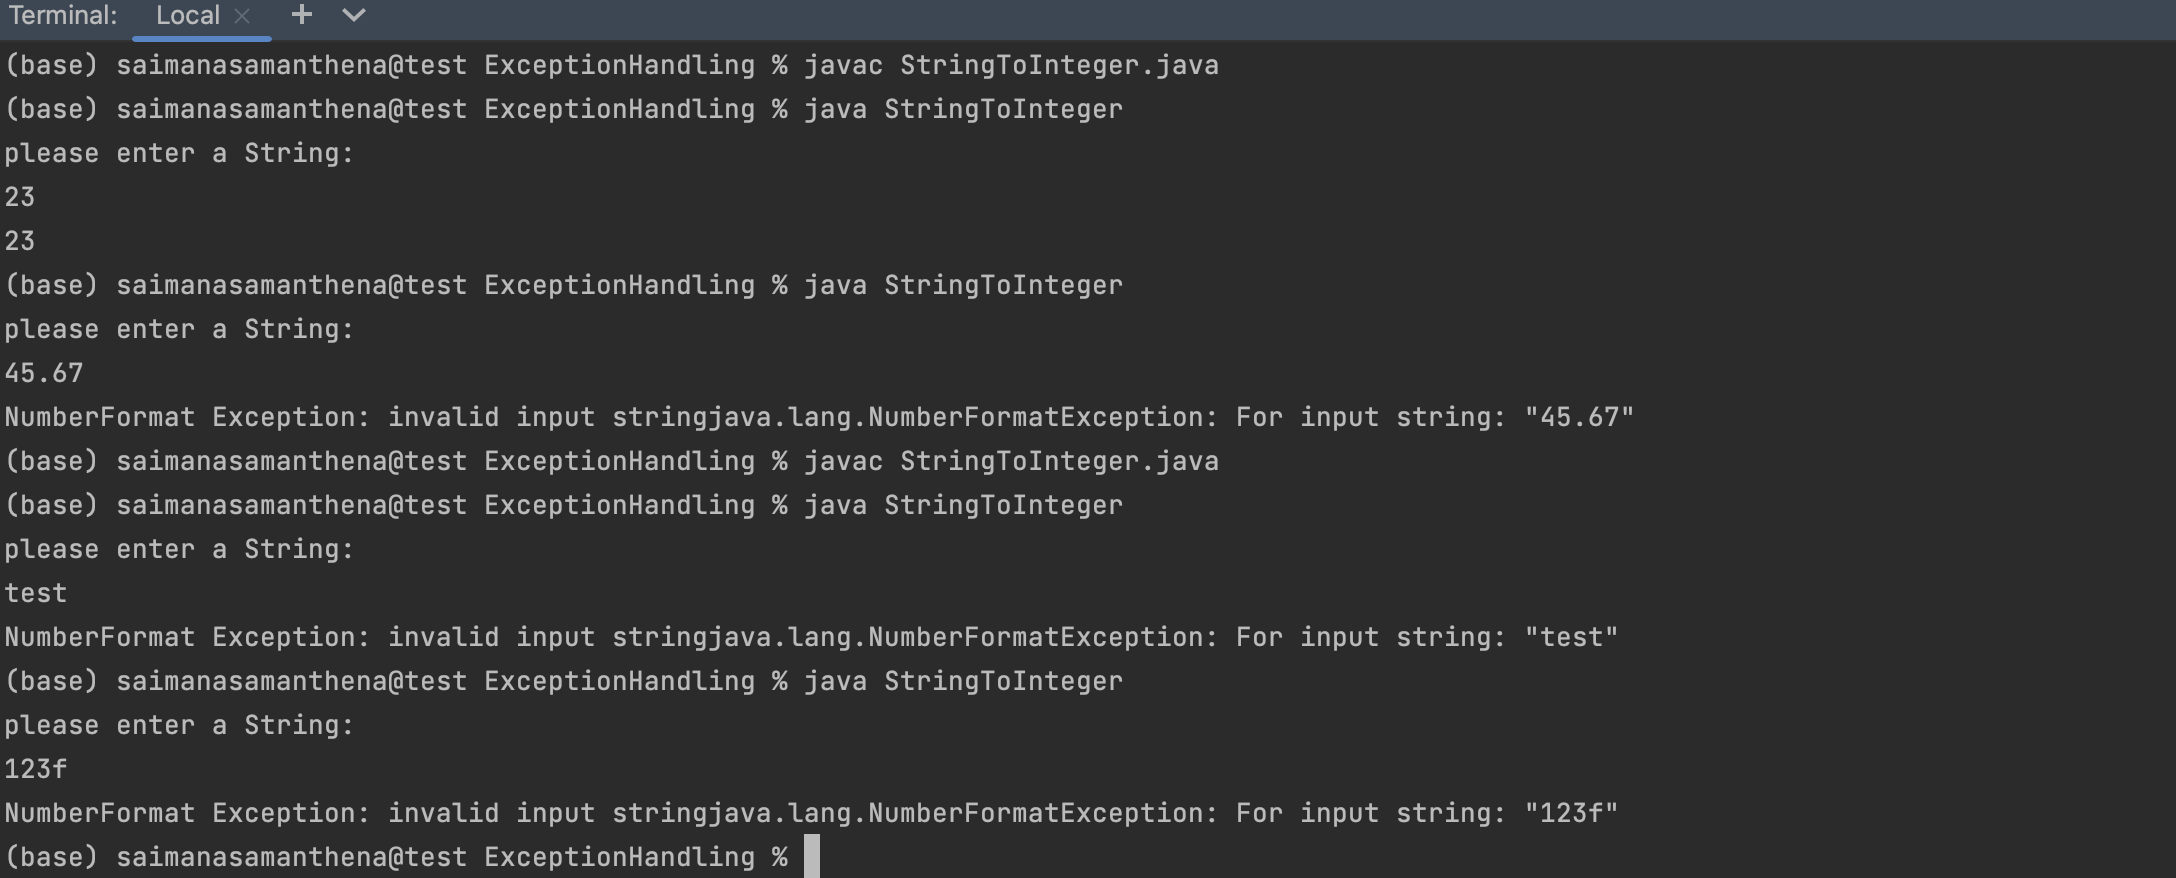 Terminal: Local × + ⌄
(base) saimanasamanthena@test ExceptionHandling % javac StringToInteger.java
(base) saimanasamanthena@test ExceptionHandling % java StringToInteger
please enter a String:
23
23
(base) saimanasamanthena@test ExceptionHandling % java StringToInteger
please enter a String:
45.67
NumberFormat Exception: invalid input stringjava.lang.NumberFormatException: For input string: "45.67"
(base) saimanasamanthena@test ExceptionHandling % javac StringToInteger.java
(base) saimanasamanthena@test ExceptionHandling % java StringToInteger
please enter a String:
test
NumberFormat Exception: invalid input stringjava.lang.NumberFormatException: For input string: "test"
(base) saimanasamanthena@test ExceptionHandling % java StringToInteger
please enter a String:
123f
NumberFormat Exception: invalid input stringjava.lang.NumberFormatException: For input string: "123f"
(base) saimanasamanthena@test ExceptionHandling %